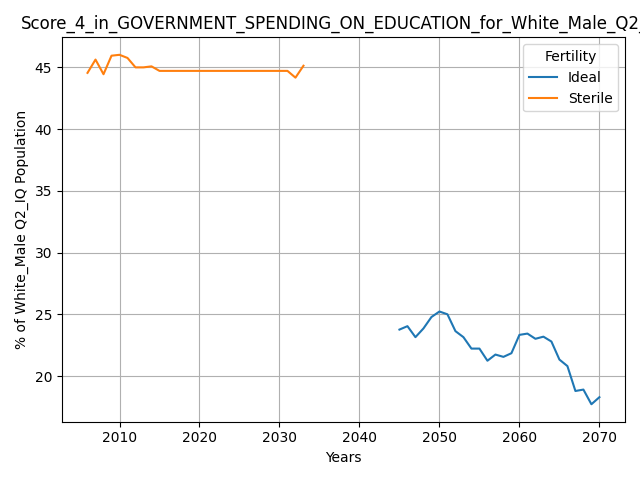 Score_4_in_GOVERNMENT_SPENDING_ON_EDUCATION_for_White_Male_Q2_
Fertility
Ideal
Sterile
% of White_Male Q2_IQ Population
45
40
35
30
25
20
2010 2020 2030 2040 2050 2060 2070
Years